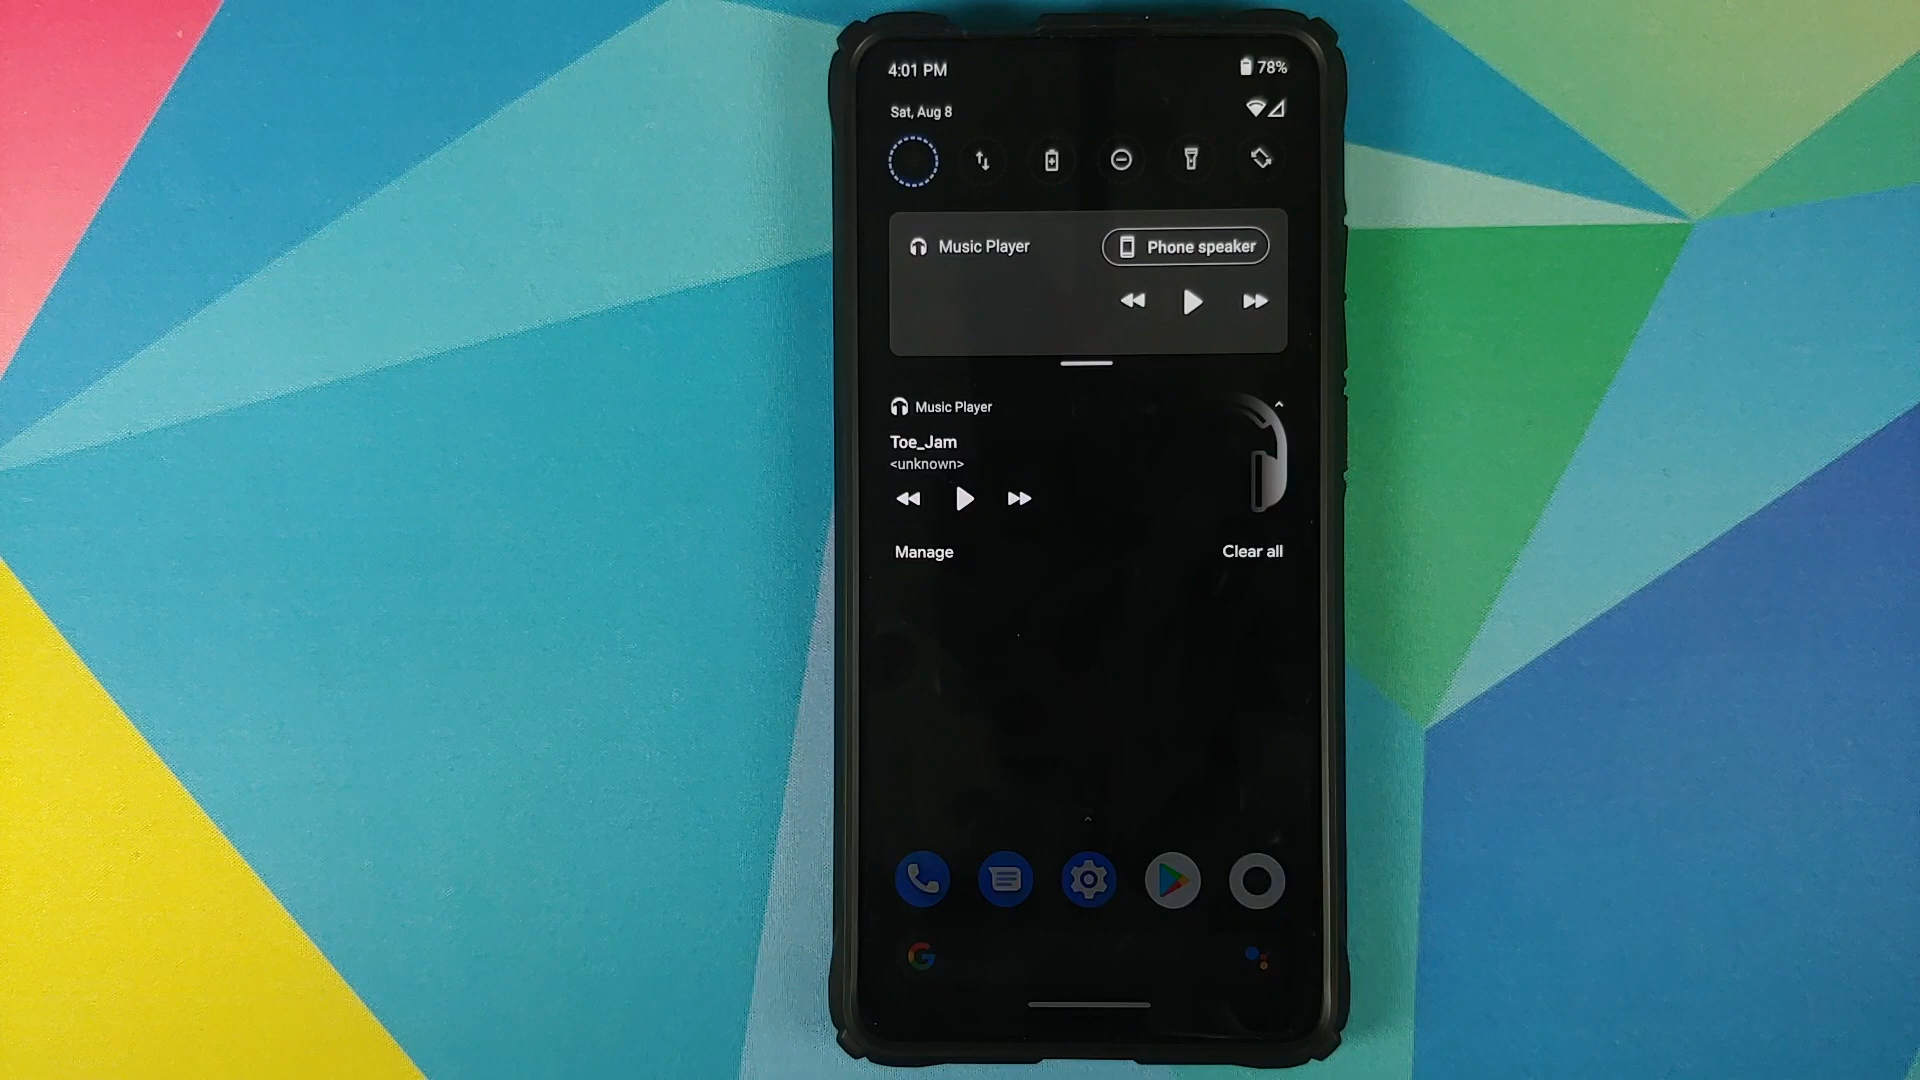 4:01 PM
78%
Sat, Aug 8
Music Player
Phone speaker
Music Player
Toe_Jam
<unknown>
Manage
Clear all
G